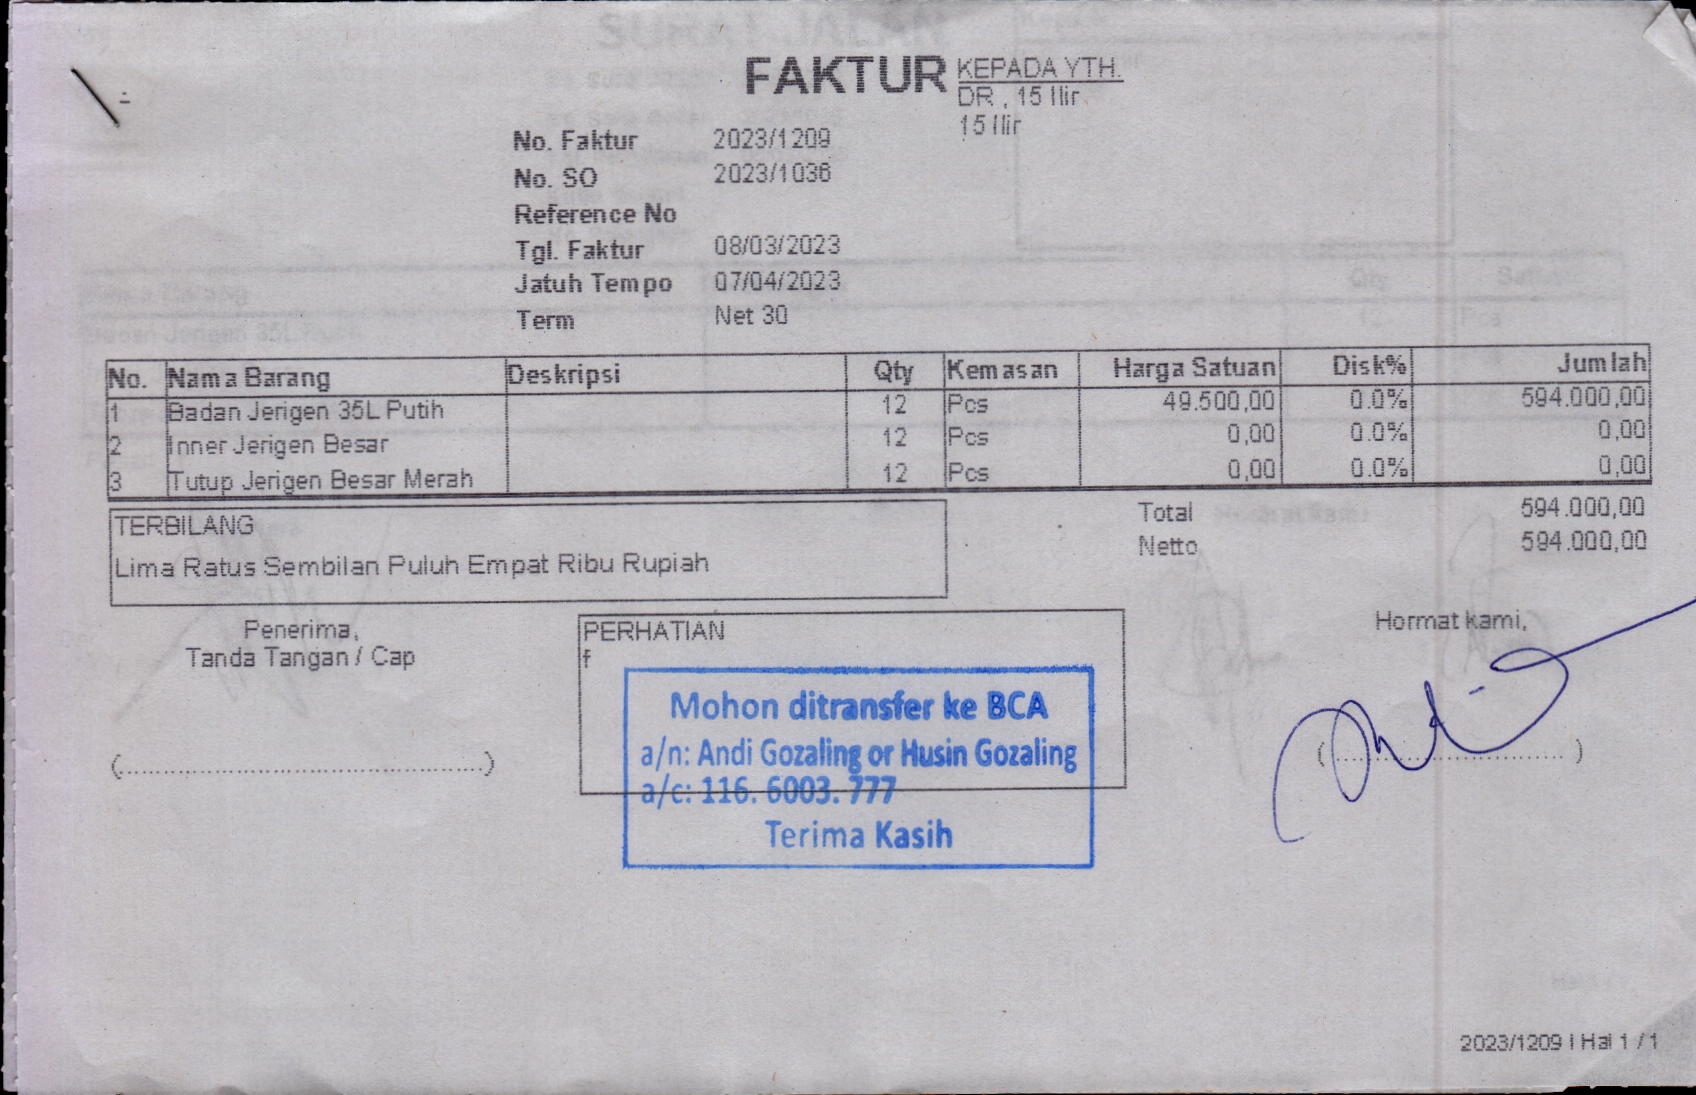 FAKTUR
KEPADA YTH.
DR , 15 Ilir
15 Ilir
No. Faktur 2023/1209
No. SO 2023/1036
Reference No
Tgl. Faktur 08/03/2023
Jatuh Tempo 07/04/2023
Term Net 30
No. Nama Barang Deskripsi Qty Kemasan Harga Satuan Disk% Jumlah
1 Badan Jerigen 35L Putih 12 Pcs 49.500,00 0.0% 594.000,00
2 Inner Jerigen Besar 12 Pcs 0,00 0.0% 0,00
3 Tutup Jerigen Besar Merah 12 Pcs 0,00 0.0% 0,00
Total 594.000,00
Netto 594.000,00
TERBILANG
Lima Ratus Sembilan Puluh Empat Ribu Rupiah
Penerima,
Tanda Tangan / Cap
(............................................)
PERHATIAN
f
Mohon ditransfer ke BCA
a/n: Andi Gozaling or Husin Gozaling
a/c: 116. 6003. 777
Terima Kasih
Hormat kami,
(............................................)
2023/1209 | Hal 1 / 1